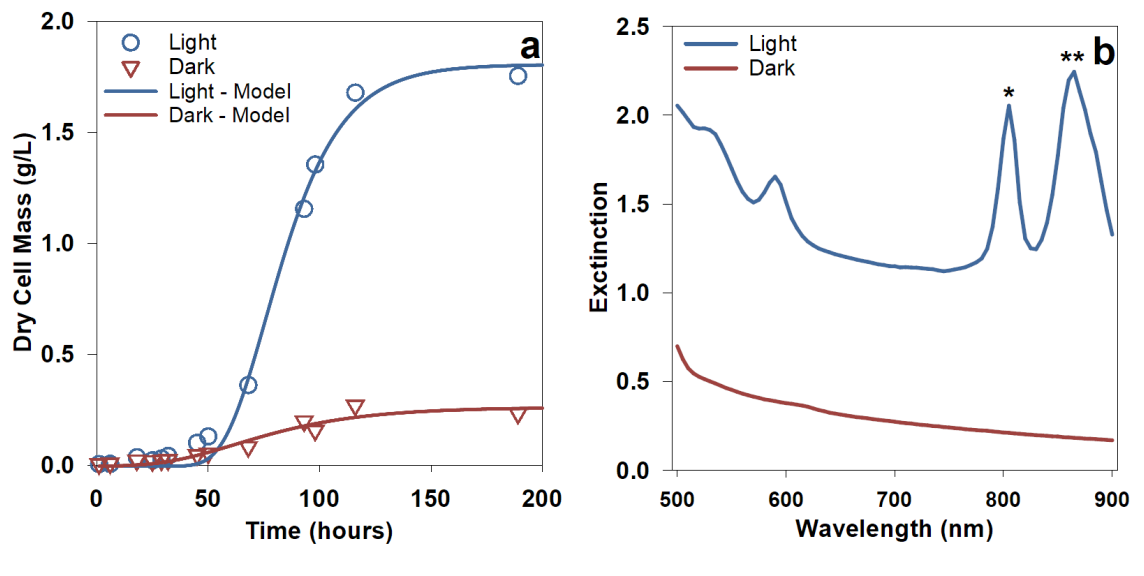 a
Light
Dark
Light - Model
Dark - Model
2.0
1.5
1.0
0.5
0.0
Dry Cell Mass (g/L)
0 50 100 150 200
Time (hours)
b
Light
Dark
* **
2.5
2.0
1.5
1.0
0.5
0.0
Exctinction
500 600 700 800 900
Wavelength (nm)